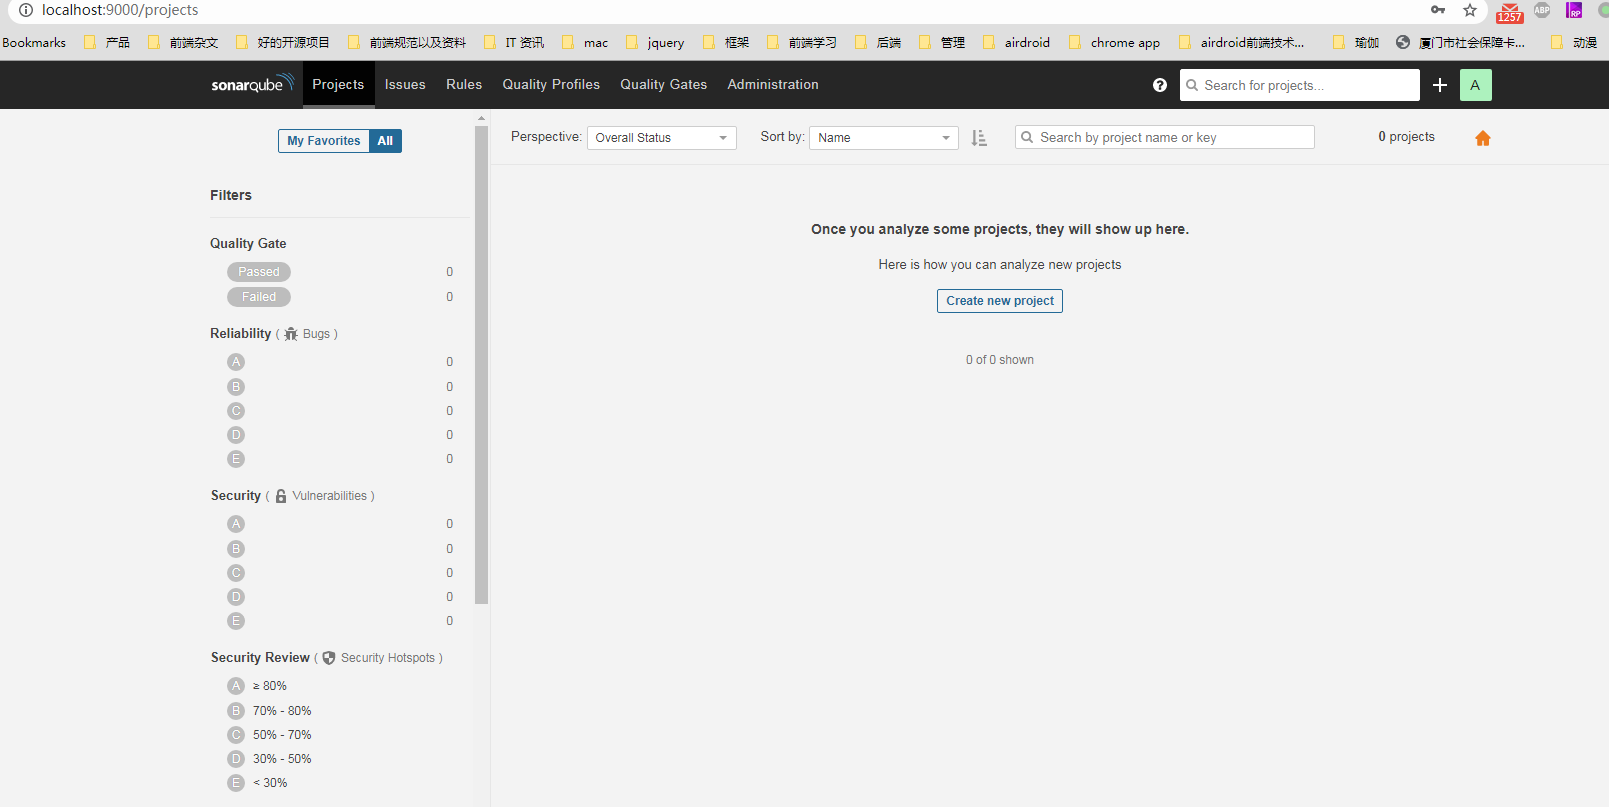 localhost:9000/projects
1257
ABP
RP
Bookmarks 产品 前端杂文 好的开源项目 前端规范以及资料 IT 资讯 mac jquery 框架 前端学习 后端 管理 airdroid chrome app airdroid前端技术... 瑜伽 厦门市社会保障卡... 动漫
sonarqube Projects Issues Rules Quality Profiles Quality Gates Administration ? Search for projects... A
My Favorites All
Perspective: Overall Status Sort by: Name Search by project name or key 0 projects
Filters
Quality Gate
Passed 0
Failed 0
Reliability ( Bugs )
A 0
B 0
C 0
D 0
E 0
Security ( Vulnerabilities )
A 0
B 0
C 0
D 0
E 0
Security Review ( Security Hotspots )
A ≥ 80%
B 70% - 80%
C 50% - 70%
D 30% - 50%
E < 30%
Once you analyze some projects, they will show up here.
Here is how you can analyze new projects
Create new project
0 of 0 shown